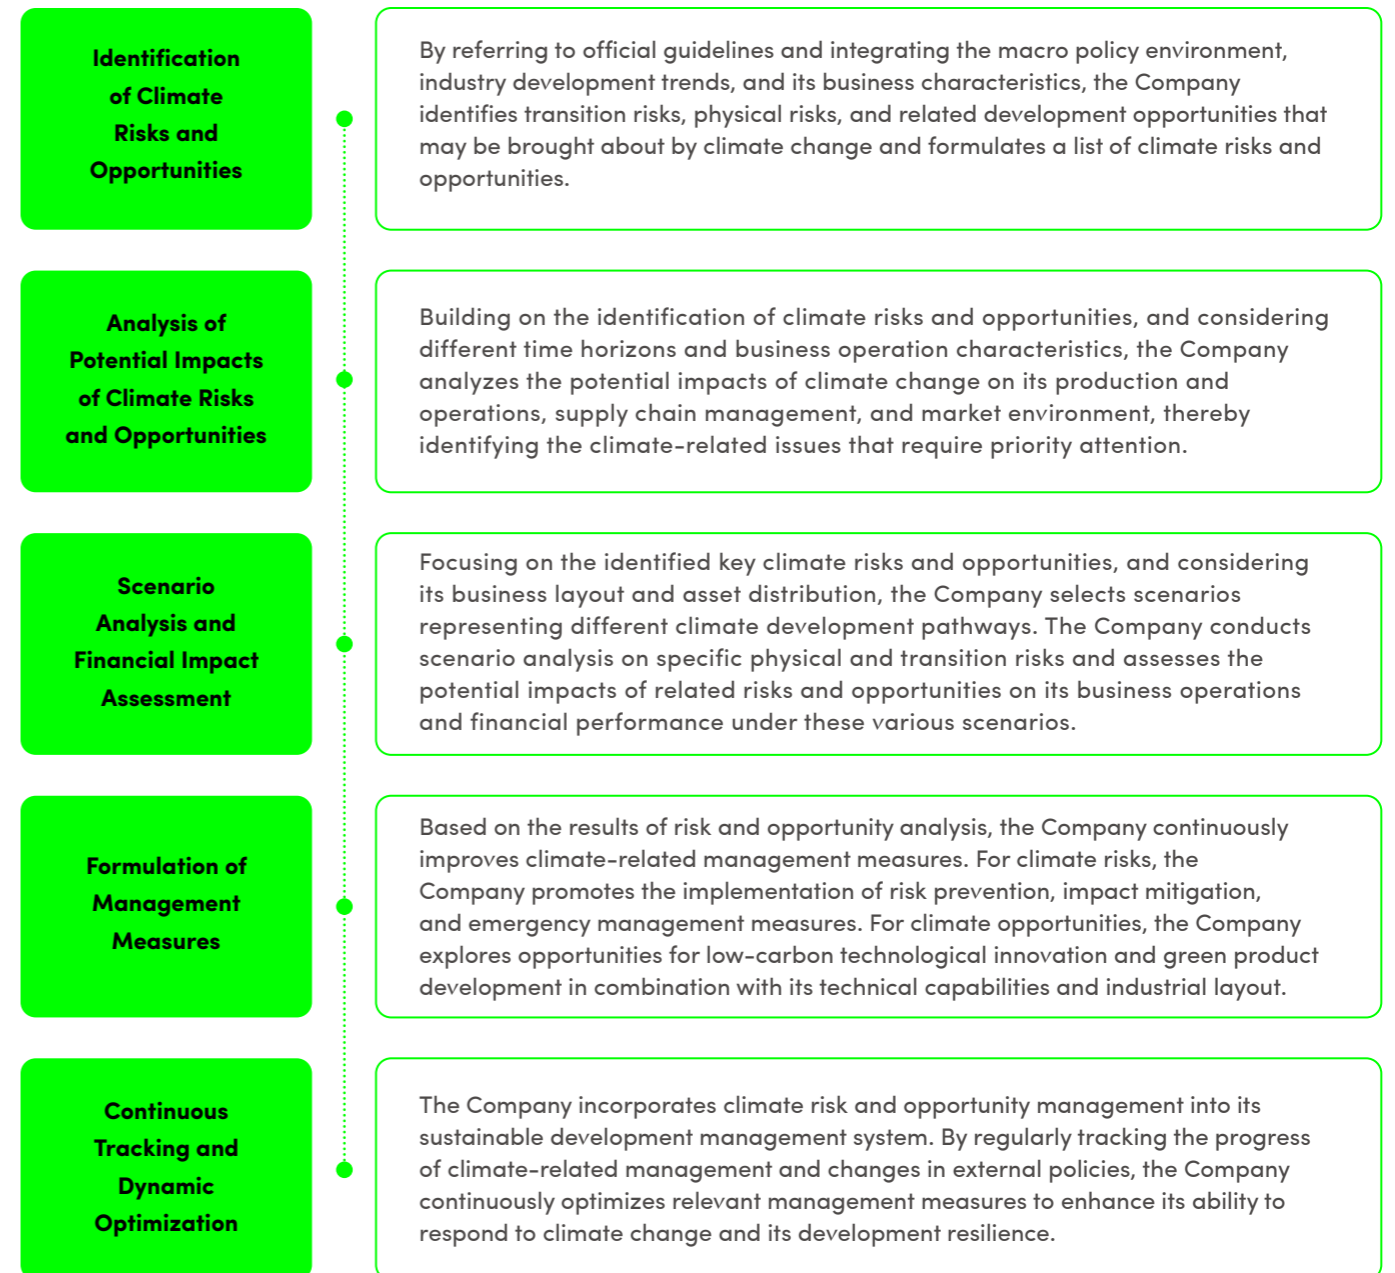 Identification
of Climate
Risks and
Opportunities
By referring to official guidelines and integrating the macro policy environment,
industry development trends, and its business characteristics, the Company
identifies transition risks, physical risks, and related development opportunities that
may be brought about by climate change and formulates a list of climate risks and
opportunities.
Analysis of
Potential Impacts
of Climate Risks
and Opportunities
Building on the identification of climate risks and opportunities, and considering
different time horizons and business operation characteristics, the Company
analyzes the potential impacts of climate change on its production and
operations, supply chain management, and market environment, thereby
identifying the climate-related issues that require priority attention.
Scenario
Analysis and
Financial Impact
Assessment
Focusing on the identified key climate risks and opportunities, and considering
its business layout and asset distribution, the Company selects scenarios
representing different climate development pathways. The Company conducts
scenario analysis on specific physical and transition risks and assesses the
potential impacts of related risks and opportunities on its business operations
and financial performance under these various scenarios.
Formulation of
Management
Measures
Based on the results of risk and opportunity analysis, the Company continuously
improves climate-related management measures. For climate risks, the
Company promotes the implementation of risk prevention, impact mitigation,
and emergency management measures. For climate opportunities, the Company
explores opportunities for low-carbon technological innovation and green product
development in combination with its technical capabilities and industrial layout.
Continuous
Tracking and
Dynamic
Optimization
The Company incorporates climate risk and opportunity management into its
sustainable development management system. By regularly tracking the progress
of climate-related management and changes in external policies, the Company
continuously optimizes relevant management measures to enhance its ability to
respond to climate change and its development resilience.